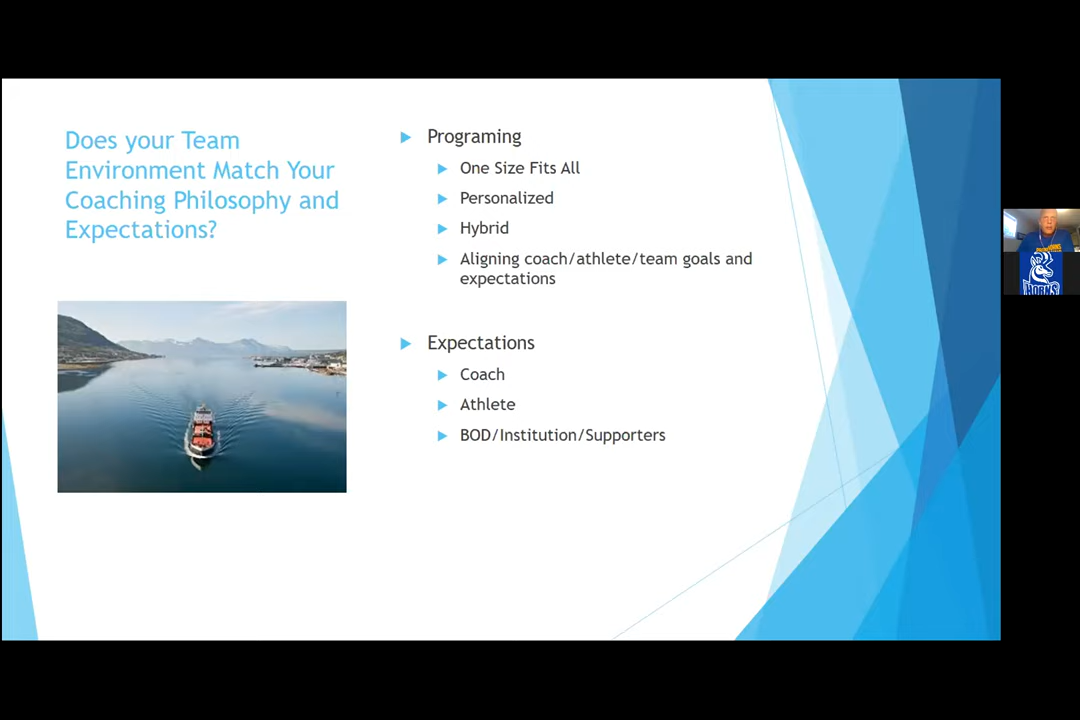 Does your Team
Environment Match Your
Coaching Philosophy and
Expectations?
Programing
One Size Fits All
Personalized
Hybrid
Aligning coach/athlete/team goals and
expectations
Expectations
Coach
Athlete
BOD/Institution/Supporters
HORNS